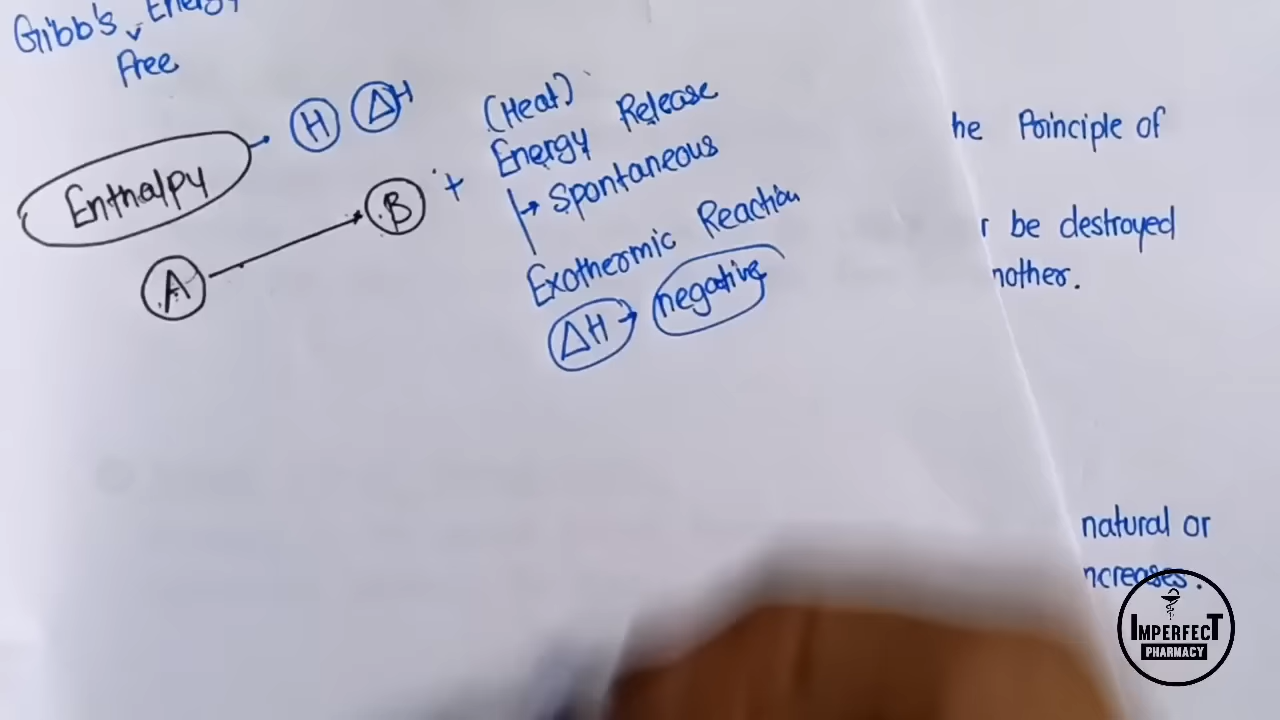 Gibb's Energy
Free
Enthalpy
H ΔH
A
B
+
(Heat)
Energy Release
Spontaneous
Exothermic Reaction
ΔH → negative
he Principle of
r be destroyed
nother.
natural or
ncreases.
IMPERFECT
PHARMACY